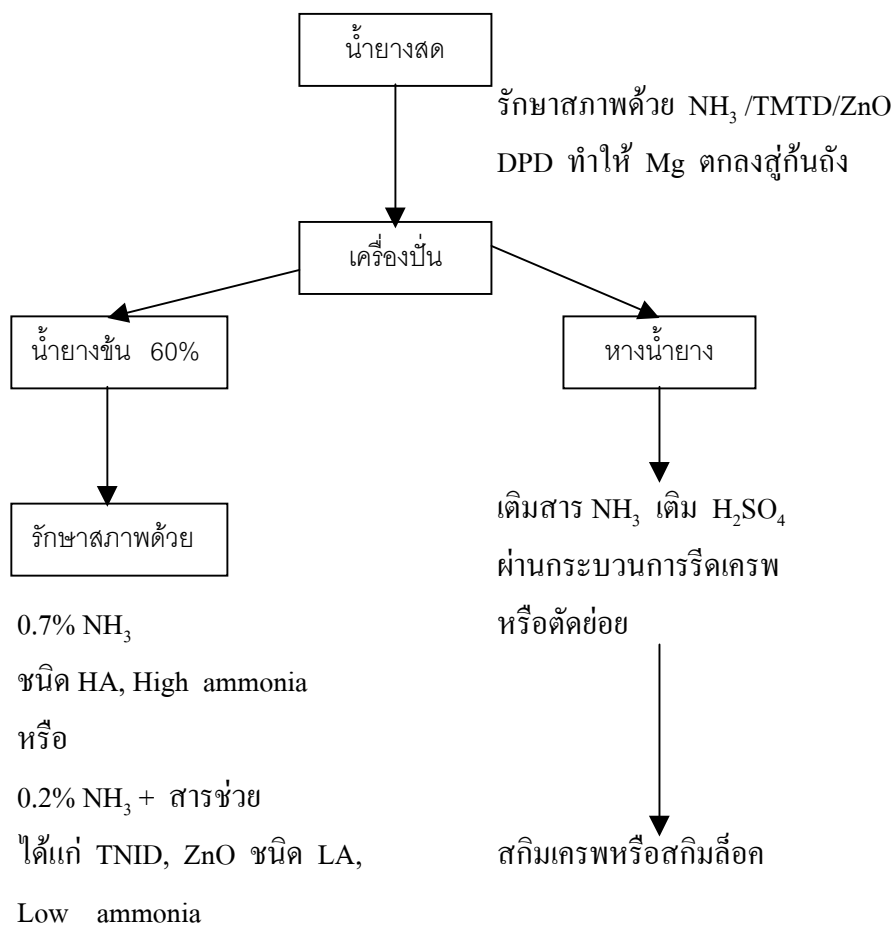 น้ำยางสด
รักษาสภาพด้วย NH₃ /TMTD/ZnO
DPD ทำให้ Mg ตกลงสู่ก้นถัง
เครื่องปั่น
น้ำยางข้น 60%
หางน้ำยาง
รักษาสภาพด้วย
0.7% NH₃
ชนิด HA, High ammonia
หรือ
0.2% NH₃ + สารช่วย
ได้แก่ TNID, ZnO ชนิด LA,
Low ammonia
เติมสาร NH₃ เติม H₂SO₄
ผ่านกระบวนการรีดเครพ
หรือตัดย่อย
สกิมเครพหรือสกิมล็อค